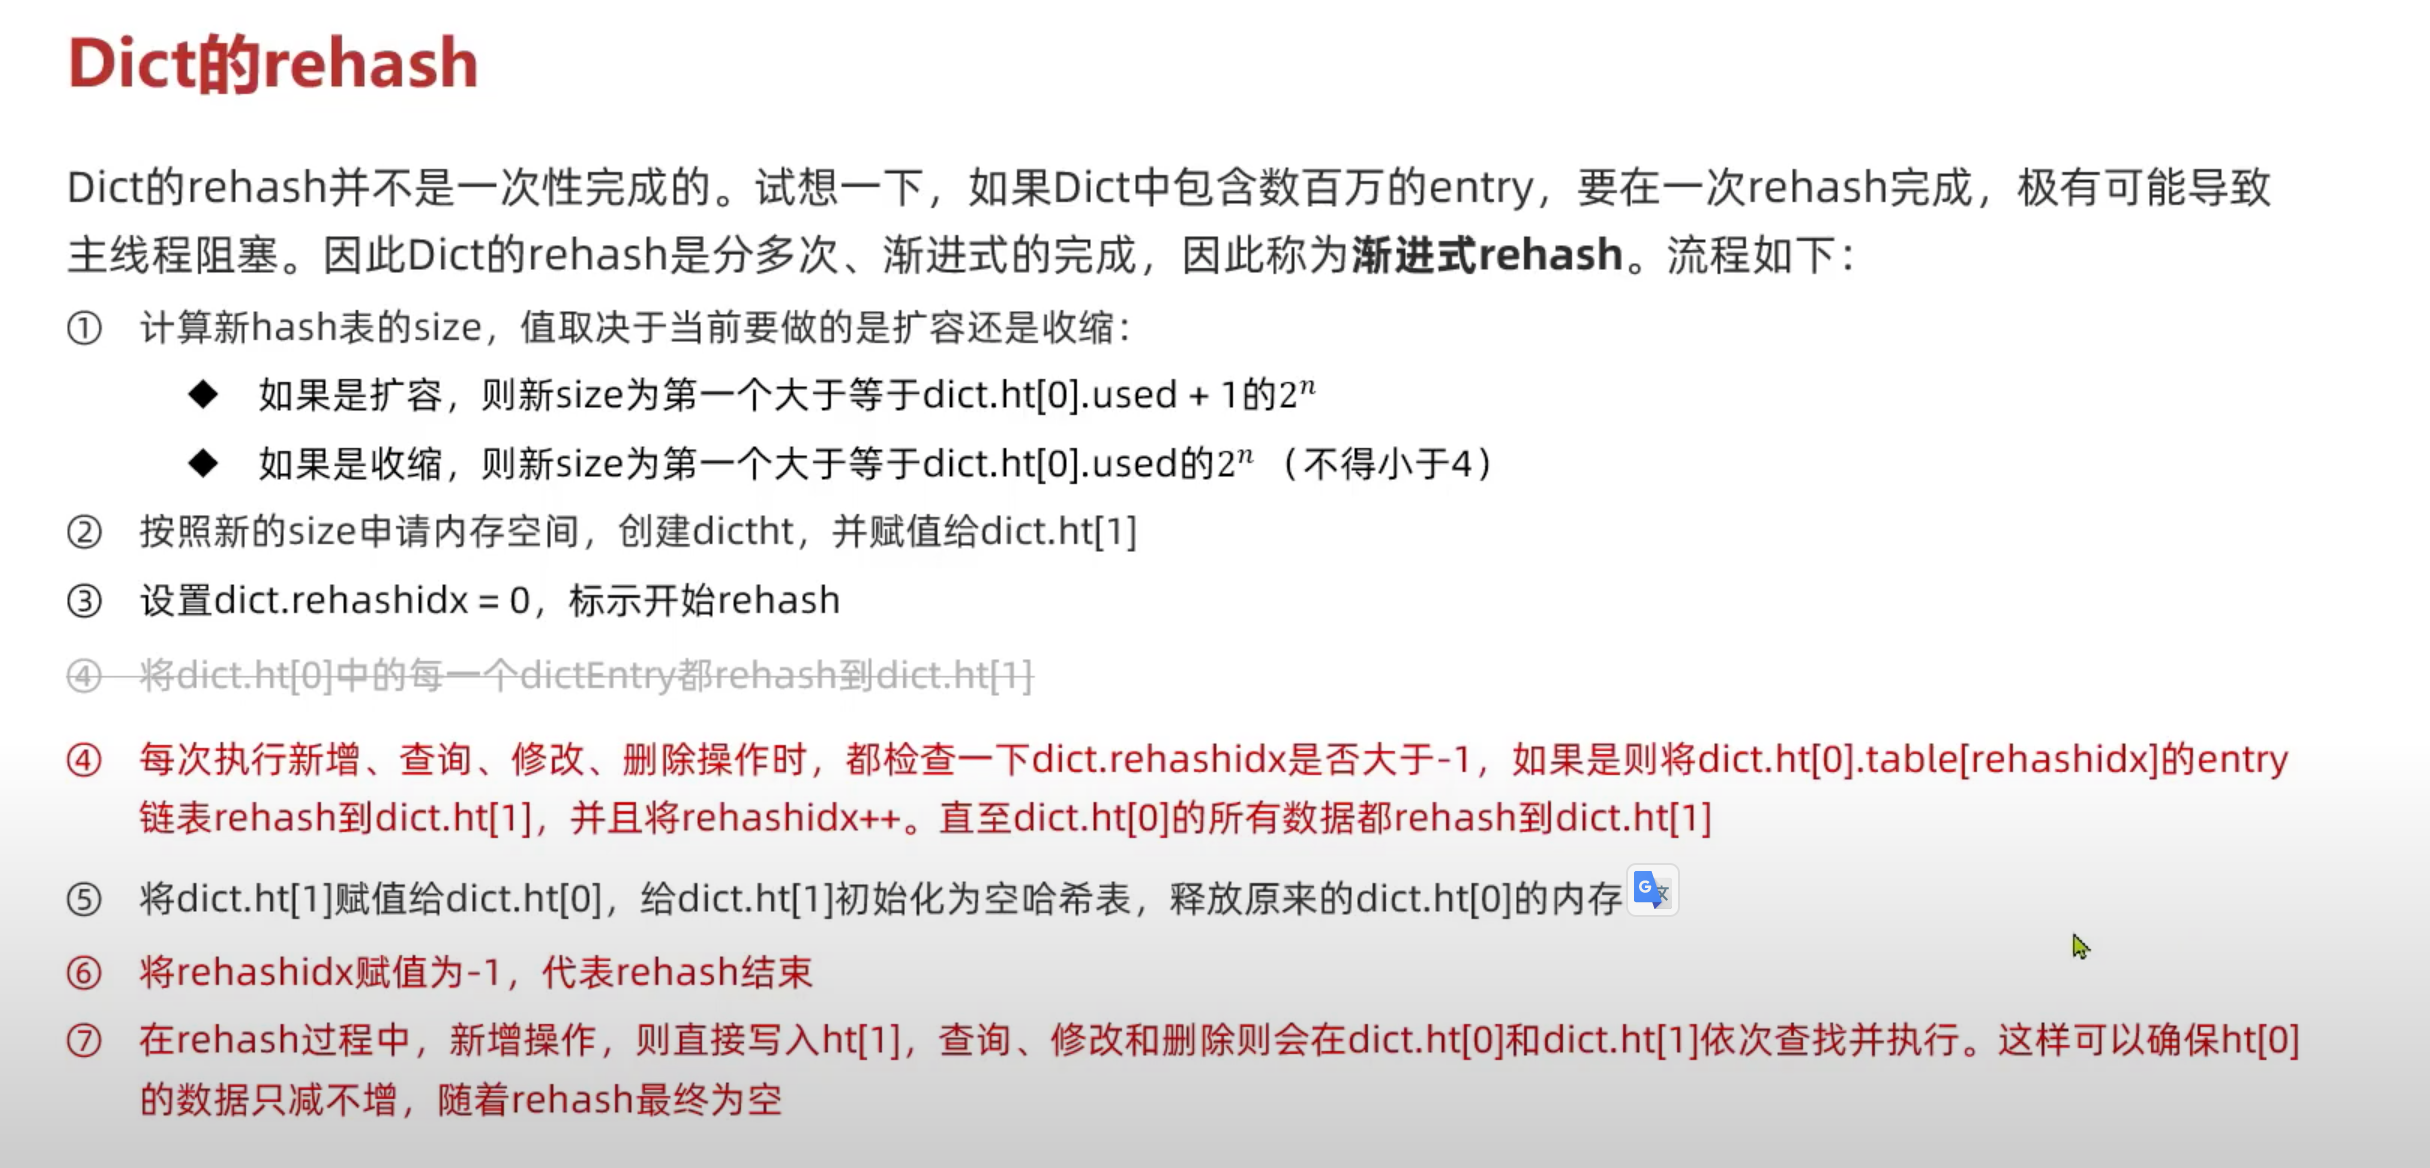 Dict的rehash
Dict的rehash并不是一次性完成的。试想一下，如果Dict中包含数百万的entry，要在一次rehash完成，极有可能导致
主线程阻塞。因此Dict的rehash是分多次、渐进式的完成，因此称为渐进式rehash。流程如下：
① 计算新hash表的size，值取决于当前要做的是扩容还是收缩：
◆ 如果是扩容，则新size为第一个大于等于dict.ht[0].used + 1的2ⁿ
◆ 如果是收缩，则新size为第一个大于等于dict.ht[0].used的2ⁿ（不得小于4）
② 按照新的size申请内存空间，创建dictht，并赋值给dict.ht[1]
③ 设置dict.rehashidx = 0，标示开始rehash
④ 将dict.ht[0]中的每一个dictEntry都rehash到dict.ht[1]
④ 每次执行新增、查询、修改、删除操作时，都检查一下dict.rehashidx是否大于-1，如果是则将dict.ht[0].table[rehashidx]的entry
链表rehash到dict.ht[1]，并且将rehashidx++。直至dict.ht[0]的所有数据都rehash到dict.ht[1]
⑤ 将dict.ht[1]赋值给dict.ht[0]，给dict.ht[1]初始化为空哈希表，释放原来的dict.ht[0]的内存
⑥ 将rehashidx赋值为-1，代表rehash结束
⑦ 在rehash过程中，新增操作，则直接写入ht[1]，查询、修改和删除则会在dict.ht[0]和dict.ht[1]依次查找并执行。这样可以确保ht[0]
的数据只减不增，随着rehash最终为空